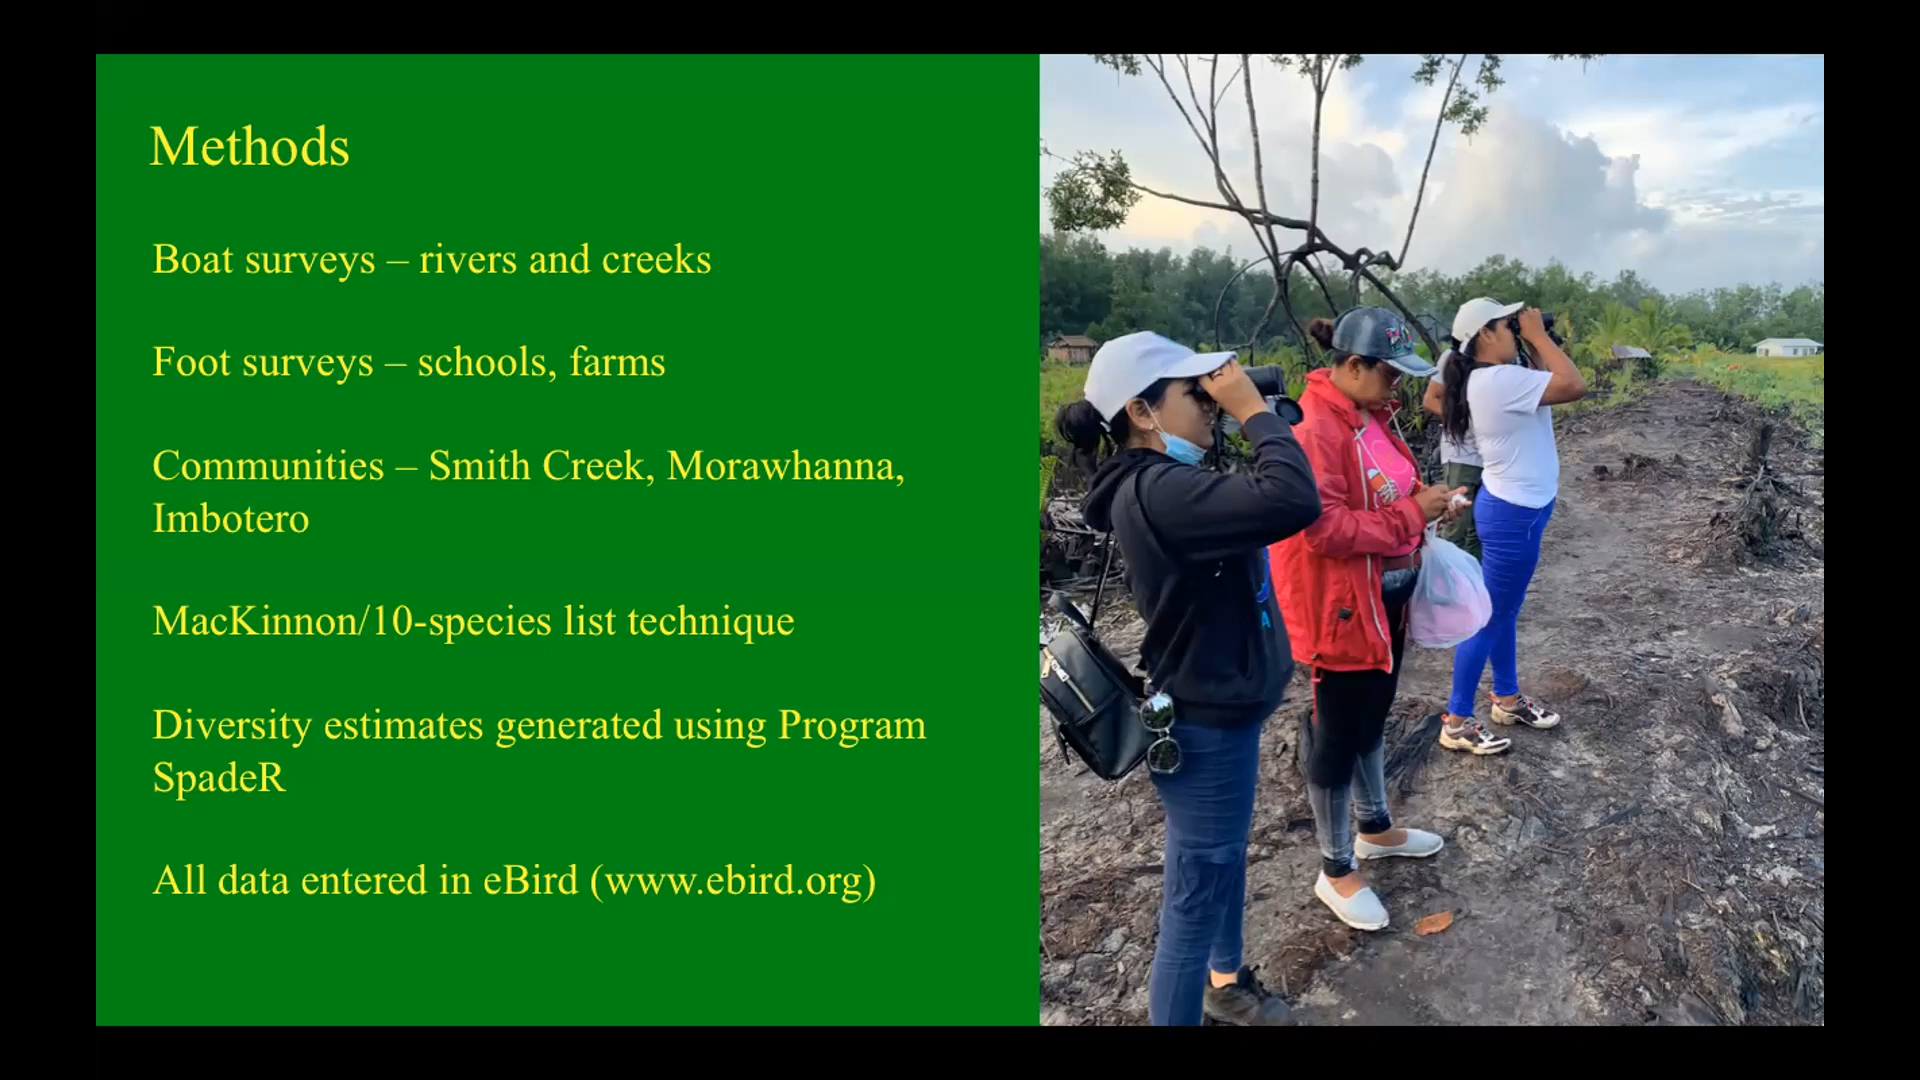 Methods
Boat surveys – rivers and creeks
Foot surveys – schools, farms
Communities – Smith Creek, Morawhanna,
Imbotero
MacKinnon/10-species list technique
Diversity estimates generated using Program
SpadeR
All data entered in eBird (www.ebird.org)